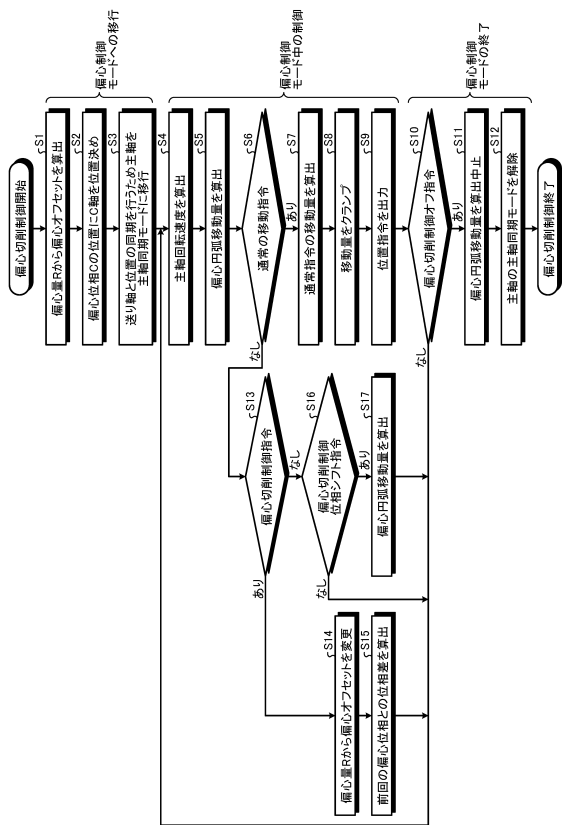 偏心切削制御開始
S1
偏心量Rから偏心オフセットを算出
S2
偏心位相Cの位置にC軸を位置決め
S3
送り軸と位置の同期を行うため主軸を
主軸同期モードに移行
偏心制御
モードへの移行
S4
主軸回転速度を算出
S5
偏心円弧移動量を算出
S6
通常の移動指令
あり
なし
S7
通常指令の移動量を算出
S8
移動量をクランプ
S9
位置指令を出力
偏心制御
モード中の制御
S10
偏心切削制御オフ指令
あり
なし
S11
偏心円弧移動量を算出中止
S12
主軸の主軸同期モードを解除
偏心制御
モードの終了
偏心切削制御終了
S13
偏心切削制御指令
なし
あり
S16
偏心切削制御
位相シフト指令
あり
なし
S17
偏心円弧移動量を算出
S14
偏心量Rから偏心オフセットを変更
S15
前回の偏心位相との位相差を算出